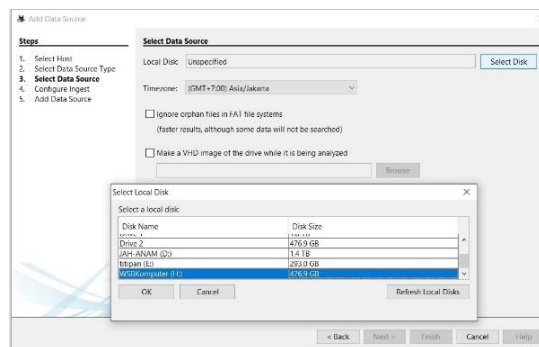 Add Data Source
Steps
1. Select Host
2. Select Data Source Type
3. Select Data Source
4. Configure Ingest
5. Add Data Source
Select Data Source
Local Disk: Unspecified Select Disk
Timezone: (GMT+7:00) Asia/Jakarta
Ignore orphan files in FAT file systems
(faster results, although some data will not be searched)
Make a VHD image of the drive while it is being analyzed
Browse
Select Local Disk
Select a local disk:
Disk Name Disk Size
Drive 2 476.9 GB
JAH-ANAM (D:) 1.4 TB
titipan (E:) 293.0 GB
WSBKomputer (H:) 476.9 GB
OK Cancel Refresh Local Disks
< Back Next > Finish Cancel Help